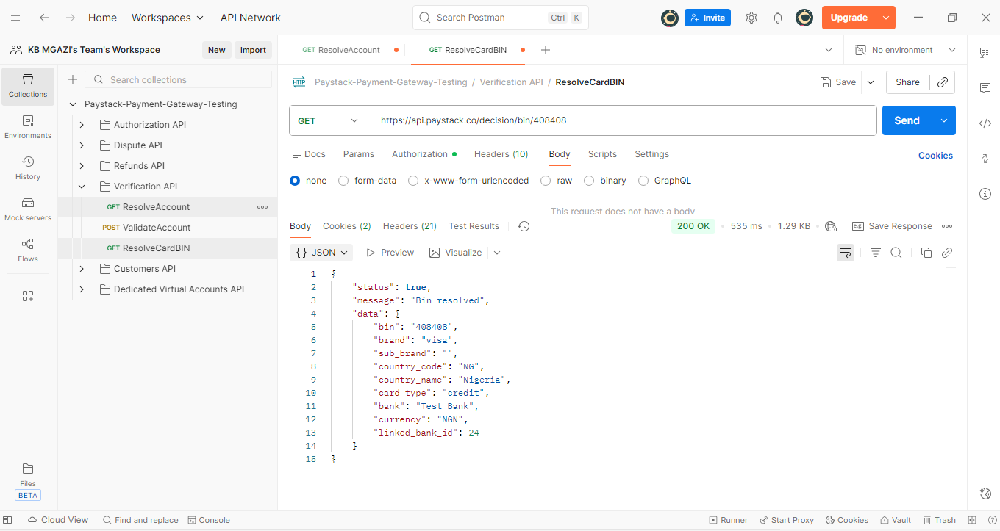 Home Workspaces API Network Search Postman Ctrl K Invite Upgrade
KB MGAZI's Team's Workspace New Import GET ResolveAccount GET ResolveCardBIN No environment
Collections
Environments
History
Mock servers
Flows
Files
BETA
Search collections
Paystack-Payment-Gateway-Testing
Authorization API
Dispute API
Refunds API
Verification API
GET ResolveAccount
POST ValidateAccount
GET ResolveCardBIN
Customers API
Dedicated Virtual Accounts API
HTTP Paystack-Payment-Gateway-Testing / Verification API / ResolveCardBIN Save Share
GET https://api.paystack.co/decision/bin/408408 Send
Docs Params Authorization Headers (10) Body Scripts Settings Cookies
none form-data x-www-form-urlencoded raw binary GraphQL
This request does not have a body
Body Cookies (2) Headers (21) Test Results 200 OK 535 ms 1.29 KB e.g. Save Response
{} JSON Preview Visualize
1 {
2 "status": true,
3 "message": "Bin resolved",
4 "data": {
5 "bin": "408408",
6 "brand": "visa",
7 "sub_brand": "",
8 "country_code": "NG",
9 "country_name": "Nigeria",
10 "card_type": "credit",
11 "bank": "Test Bank",
12 "currency": "NGN",
13 "linked_bank_id": 24
14 }
15 }
Cloud View Find and replace Console Runner Start Proxy Cookies Vault Trash